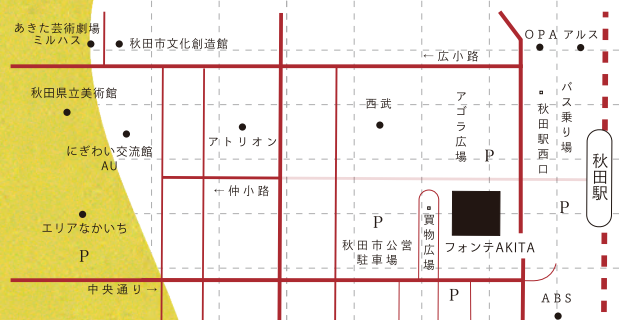 あきた芸術劇場
ミルハス
秋田市文化創造館
OPA アルス
←広小路
秋田県立美術館
西武
アゴラ広場
秋田駅西口
バス乗り場
アトリオン
にぎわい交流館
AU
P
秋田駅
←仲小路
エリアなかいち
P
P
買物広場
P
秋田市公営
駐車場
フォンテAKITA
中央通り→
P
ABS